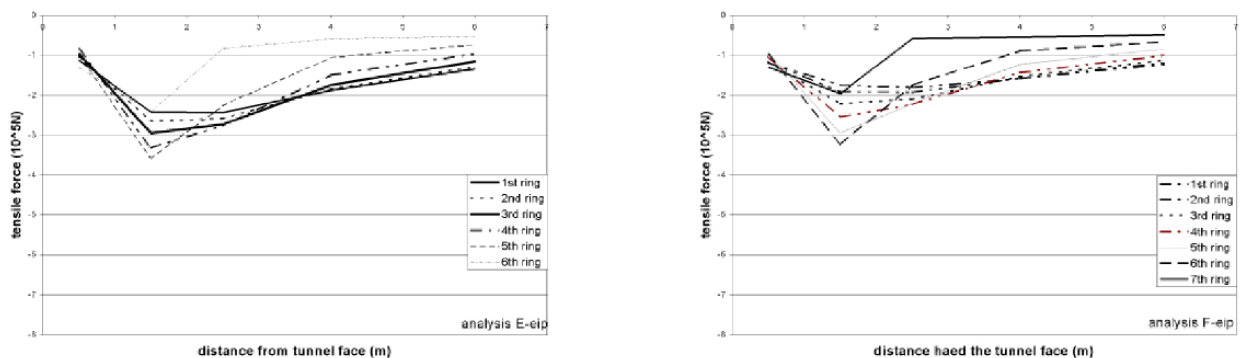 0 1 2 3 4 5 6 7
0
-1
-2
-3
-4
-5
-6
-7
-8
tensile force (10^5N)
1st ring
2nd ring
3rd ring
4th ring
5th ring
6th ring
analysis E-eip
distance from tunnel face (m)
0 1 2 3 4 5 6 7
0
-1
-2
-3
-4
-5
-6
-7
-8
tensile force (10^5N)
1st ring
2nd ring
3rd ring
4th ring
5th ring
6th ring
7th ring
analysis F-eip
distance haed the tunnel face (m)